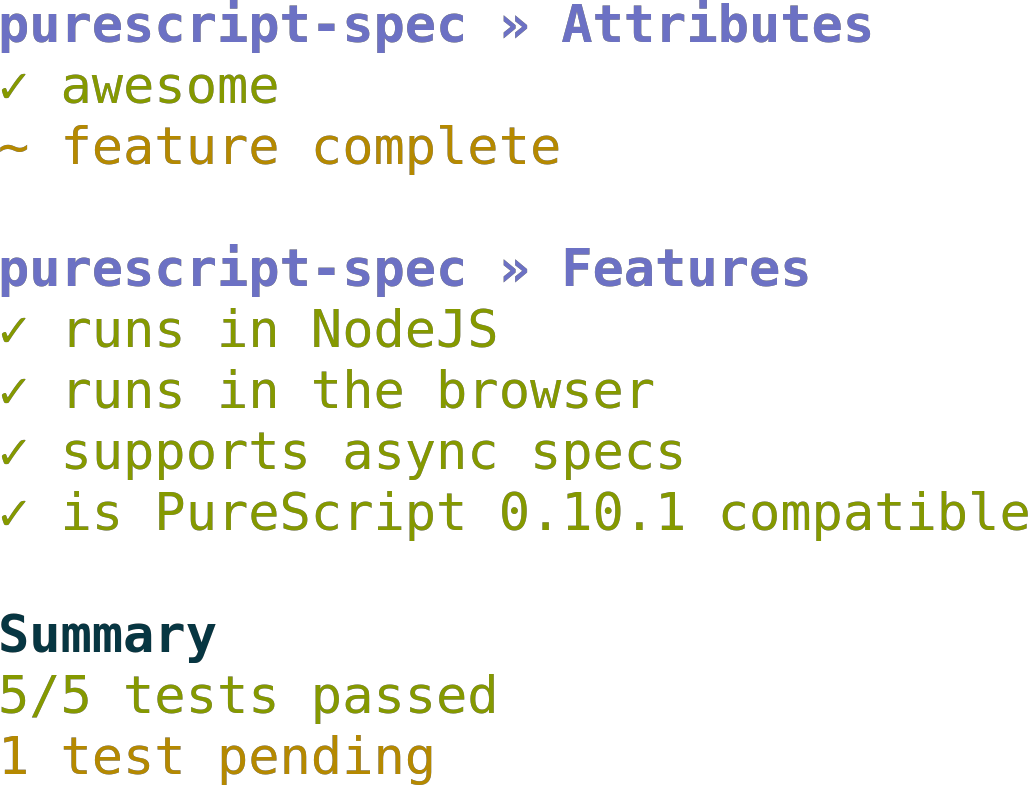 purescript-spec » Attributes
✓ awesome
~ feature complete
purescript-spec » Features
✓ runs in NodeJS
✓ runs in the browser
✓ supports async specs
✓ is PureScript 0.10.1 compatible
Summary
5/5 tests passed
1 test pending